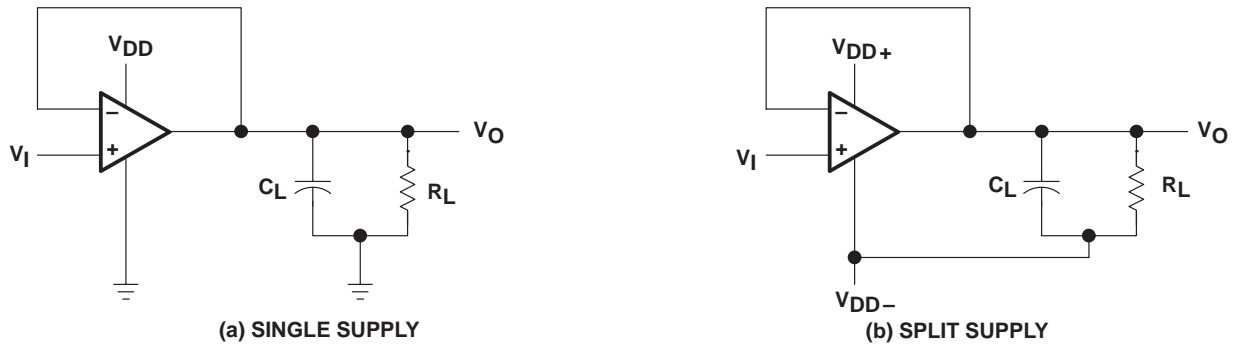 VDD
−
+
VI
CL
RL
VO
(a) SINGLE SUPPLY
VDD+
−
+
VI
CL
RL
VO
VDD−
(b) SPLIT SUPPLY